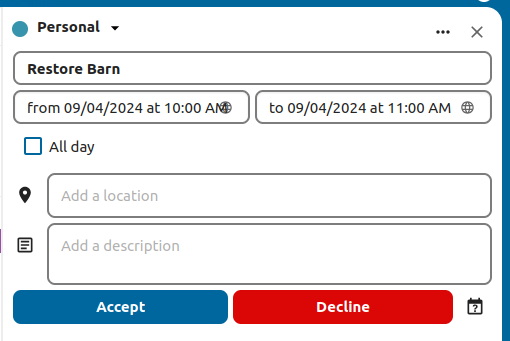 Personal
Restore Barn
from 09/04/2024 at 10:00 AM
to 09/04/2024 at 11:00 AM
All day
Add a location
Add a description
Accept
Decline
?